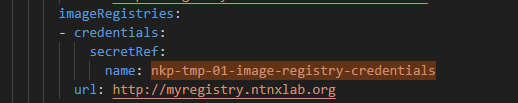 imageRegistries:
- credentials:
secretRef:
name: nkp-tmp-01-image-registry-credentials
url: http://myregistry.ntnxlab.org